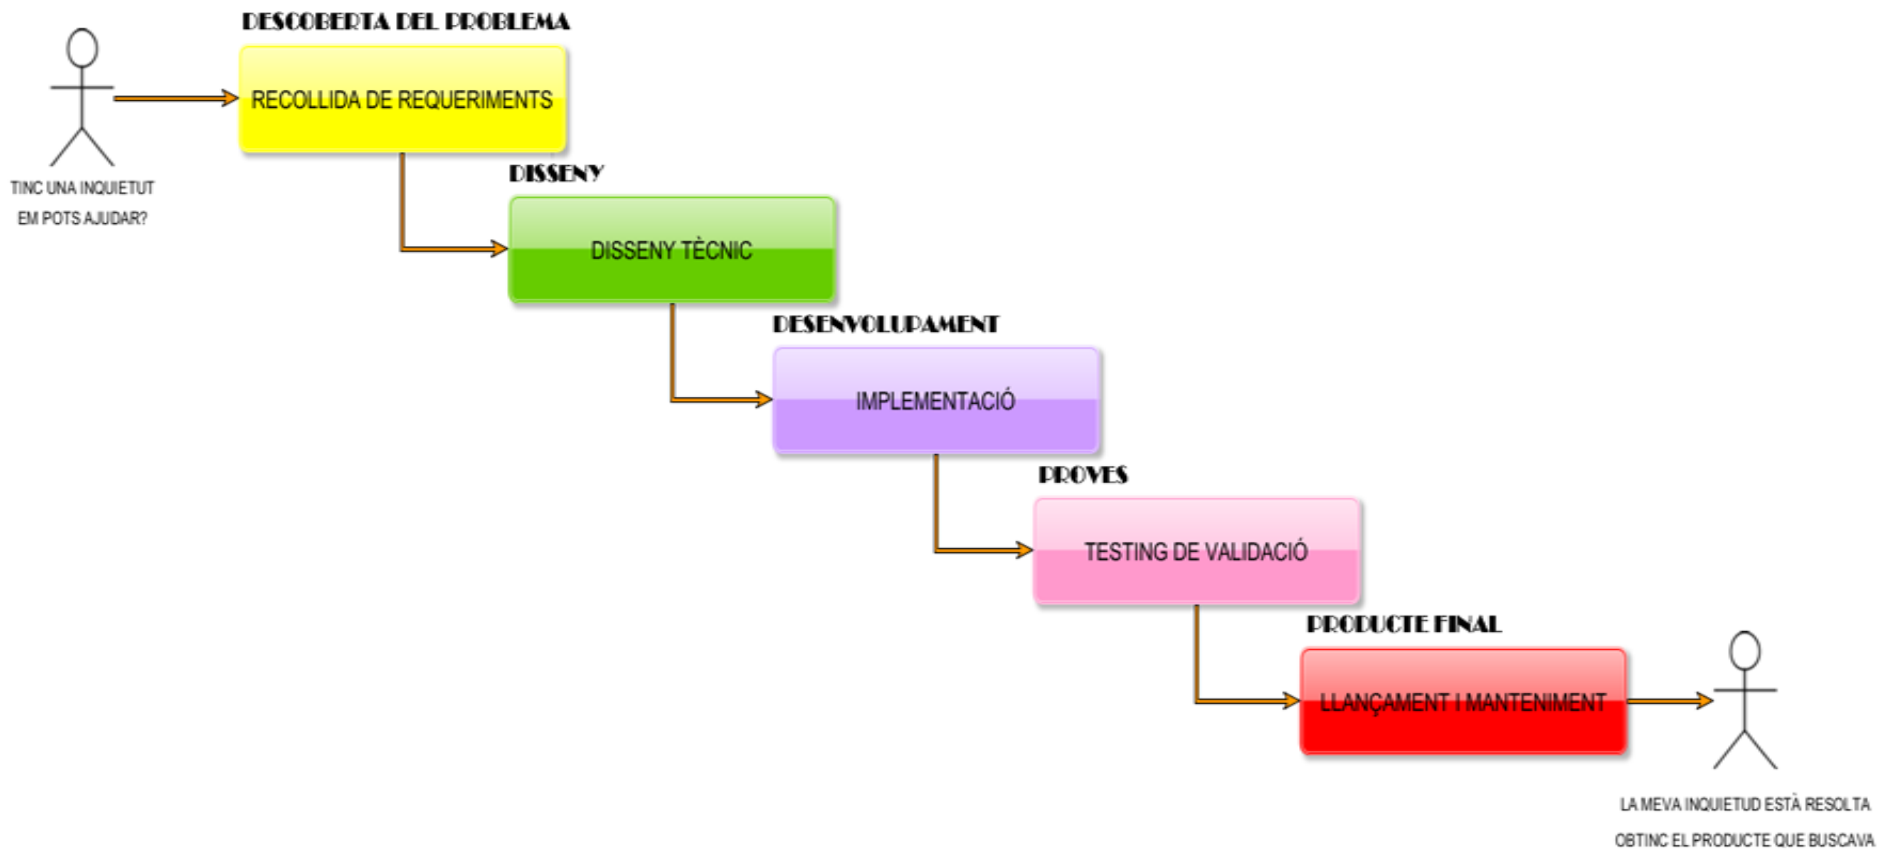 DESCOBERTA DEL PROBLEMA
RECOLLIDA DE REQUERIMENTS
TINC UNA INQUIETUT
EM POTS AJUDAR?
DISSENY
DISSENY TÈCNIC
DESENVOLUPAMENT
IMPLEMENTACIÓ
PROVES
TESTING DE VALIDACIÓ
PRODUCTE FINAL
LLANÇAMENT I MANTENIMENT
LA MEVA INQUIETUD ESTÀ RESOLTA
OBTINC EL PRODUCTE QUE BUSCAVA